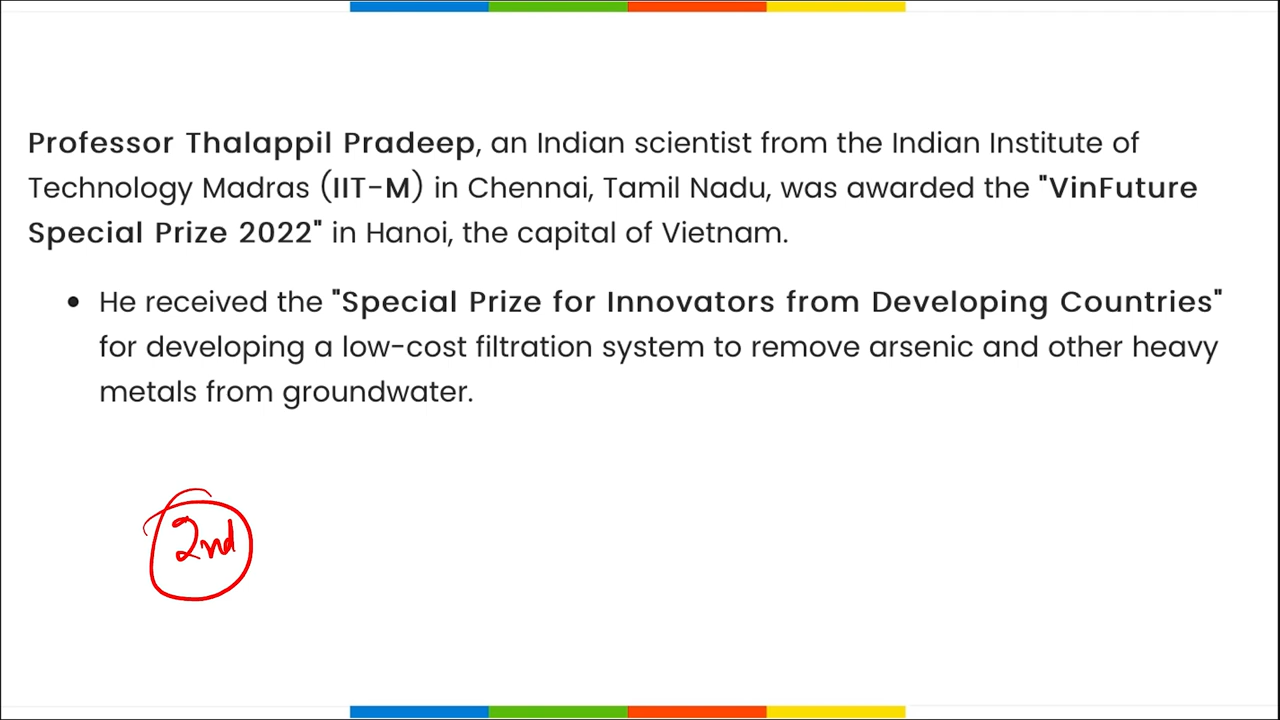 Professor Thalappil Pradeep, an Indian scientist from the Indian Institute of
Technology Madras (IIT-M) in Chennai, Tamil Nadu, was awarded the "VinFuture
Special Prize 2022" in Hanoi, the capital of Vietnam.
• He received the "Special Prize for Innovators from Developing Countries"
for developing a low-cost filtration system to remove arsenic and other heavy
metals from groundwater.
2nd